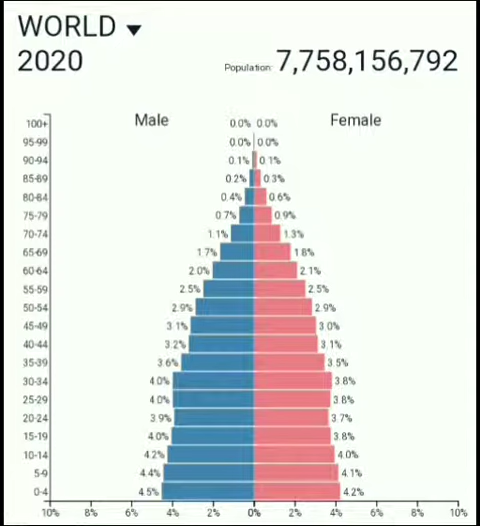 WORLD
2020
Population: 7,758,156,792
Male Female
100+ 0.0% 0.0%
95-99 0.0% 0.0%
90-94 0.1% 0.1%
85-89 0.2% 0.3%
80-84 0.4% 0.6%
75-79 0.7% 0.9%
70-74 1.1% 1.3%
65-69 1.7% 1.8%
60-64 2.0% 2.1%
55-59 2.5% 2.5%
50-54 2.9% 2.9%
45-49 3.1% 3.0%
40-44 3.2% 3.1%
35-39 3.6% 3.5%
30-34 4.0% 3.8%
25-29 4.0% 3.8%
20-24 3.9% 3.7%
15-19 4.0% 3.8%
10-14 4.2% 4.0%
5-9 4.4% 4.1%
0-4 4.5% 4.2%
10% 8% 6% 4% 2% 0% 2% 4% 6% 8% 10%